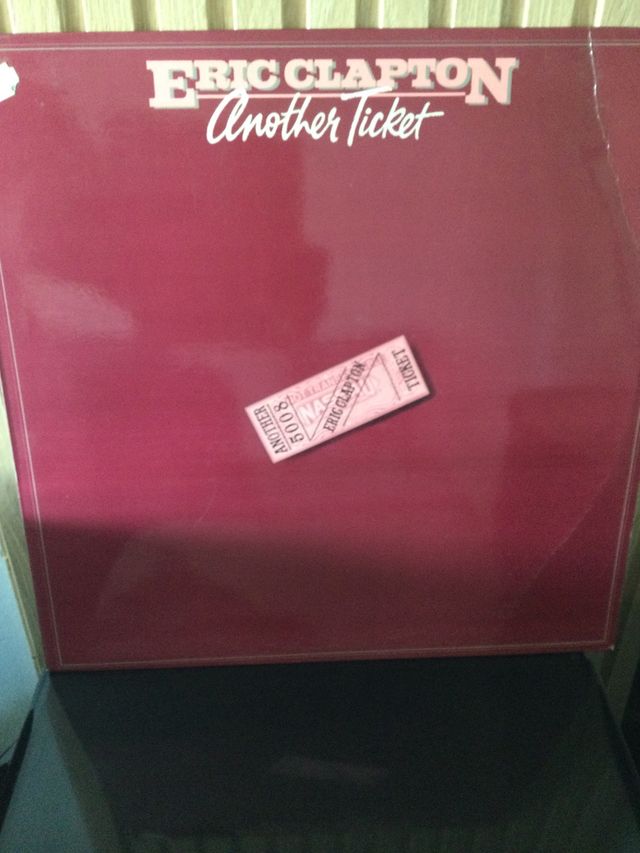 ERIC CLAPTON
Another Ticket
ANOTHER
5008
ERIC CLAPTON
TICKET